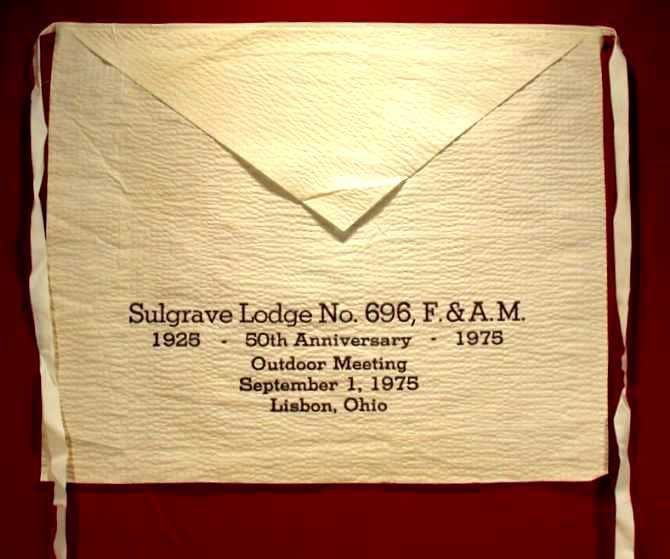 Sulgrave Lodge No. 696, F. & A. M.
1925 - 50th Anniversary - 1975
Outdoor Meeting
September 1, 1975
Lisbon, Ohio